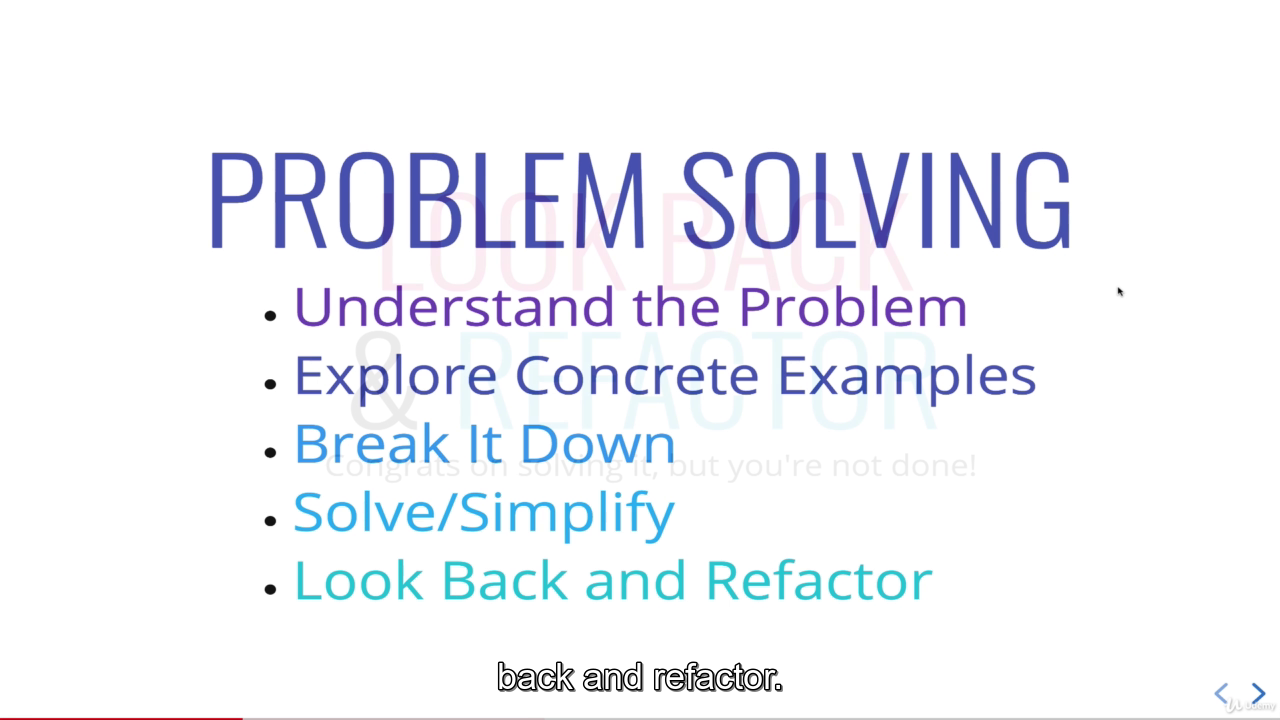 PROBLEM SOLVING
LOOK BACK
• Understand the Problem
& REFACTOR
• Explore Concrete Examples
• Break It Down
Congrats on solving it, but you're not done!
• Solve/Simplify
• Look Back and Refactor
back and refactor.
Udemy